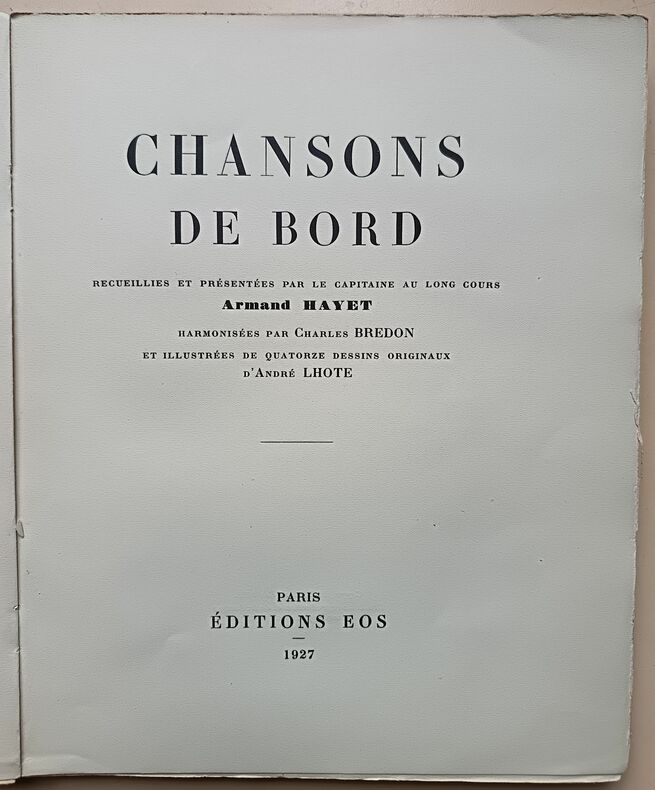 CHANSONS
DE BORD
RECUEILLIES ET PRÉSENTÉES PAR LE CAPITAINE AU LONG COURS
Armand HAYET
HARMONISÉES PAR CHARLES BREDON
ET ILLUSTRÉES DE QUATORZE DESSINS ORIGINAUX
D'ANDRÉ LHOTE
PARIS
ÉDITIONS EOS
1927